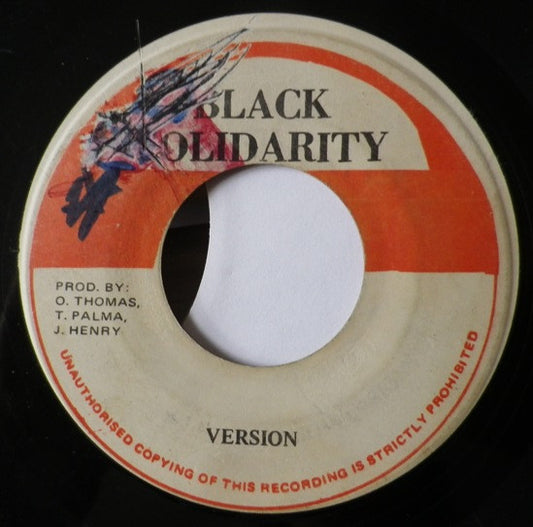 BLACK
SOLIDARITY
PROD. BY:
O. THOMAS,
T. PALMA,
J. HENRY
VERSION
UNAUTHORISED COPYING OF THIS RECORDING IS STRICTLY PROHIBITED